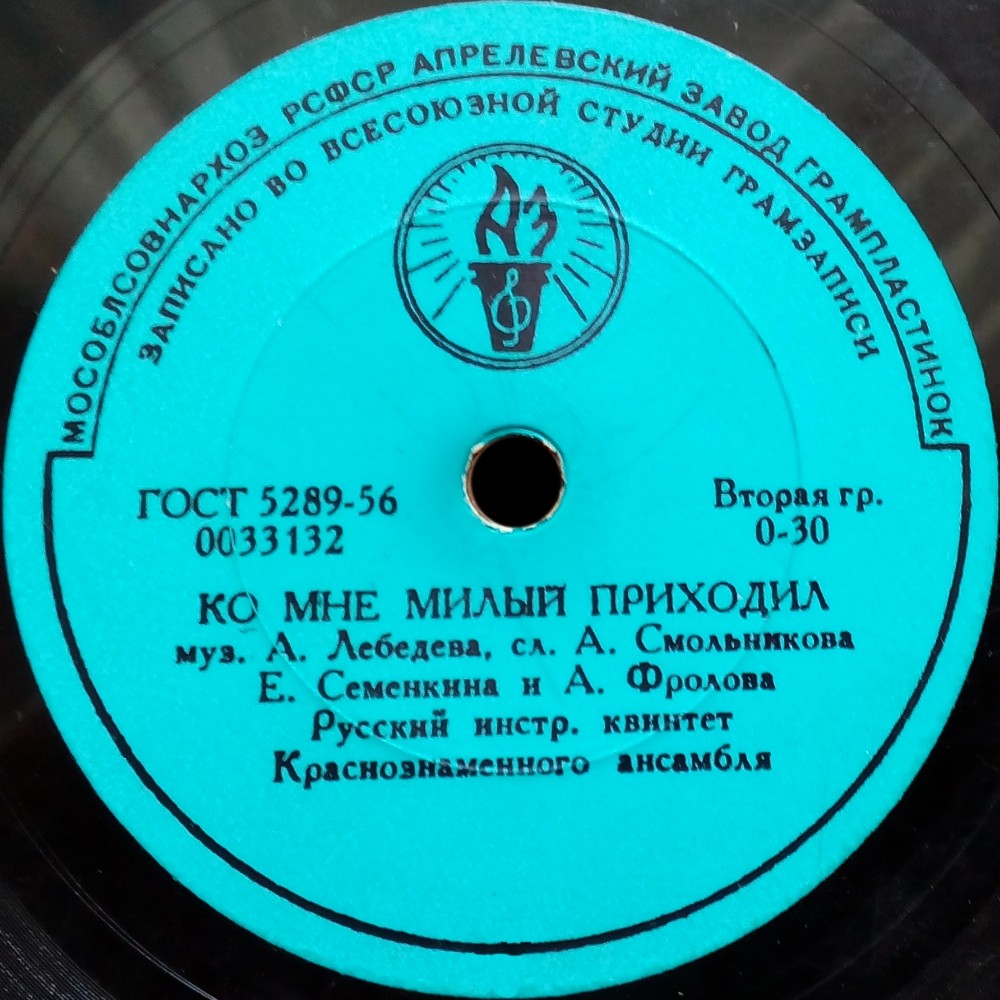 МОСОБЛСОВНАРХОЗ РСФСР АПРЕЛЕВСКИЙ ЗАВОД ГРАМПЛАСТИНОК
ЗАПИСАНО ВО ВСЕСОЮЗНОЙ СТУДИИ ГРАМЗАПИСИ
АЗ
ГОСТ 5289-56
0033132
Вторая гр.
0-30
КО МНЕ МИЛЫЙ ПРИХОДИЛ
муз. А. Лебедева, сл. А. Смольникова
Е. Семенкина и А. Фролова
Русский инстр. квинтет
Краснознаменного ансамбля